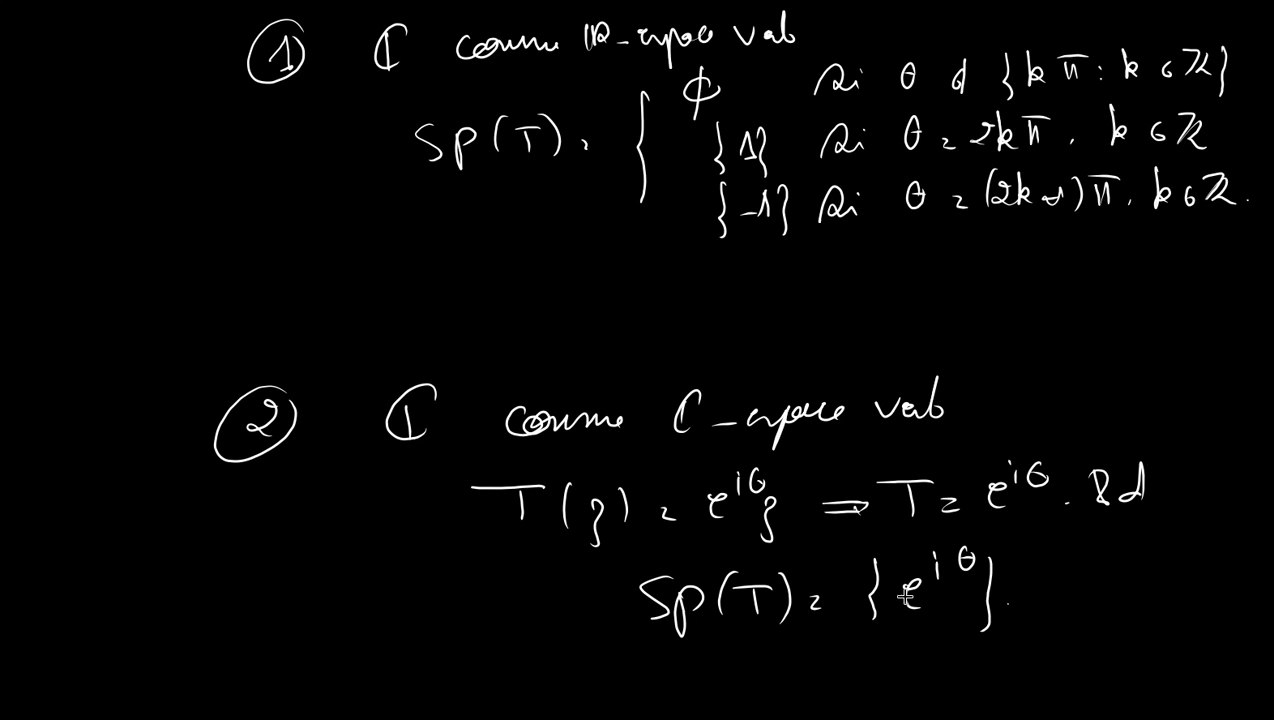 ① ℂ comme ℝ-espace vect
Sp(T) = {
∅ si θ ∉ {kπ : k ∈ ℤ}
{1} si θ = 2kπ, k ∈ ℤ
{-1} si θ = (2k+1)π, k ∈ ℤ.
② ℂ comme ℂ-espace vect
T(z) = e^{iθ}z ⇒ T = e^{iθ}. Id
Sp(T) = {e^{iθ}}.